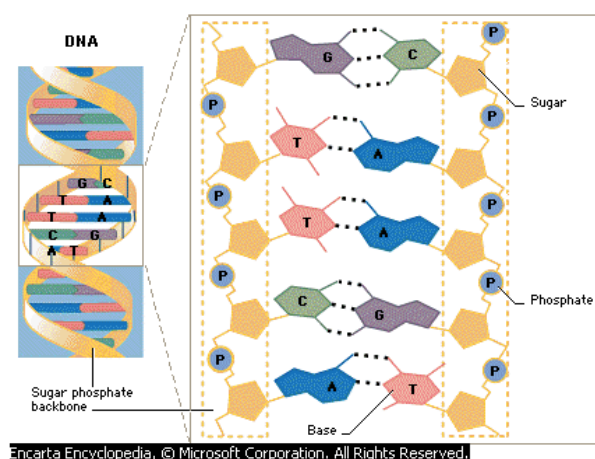 DNA
G C
T A
T A
C G
A T
Sugar phosphate
backbone
P
G C
P
Sugar
P
T A
P
P
T A
P
P
C G
P
Phosphate
P
A T
P
Base
Encarta Encyclopedia, © Microsoft Corporation. All Rights Reserved.